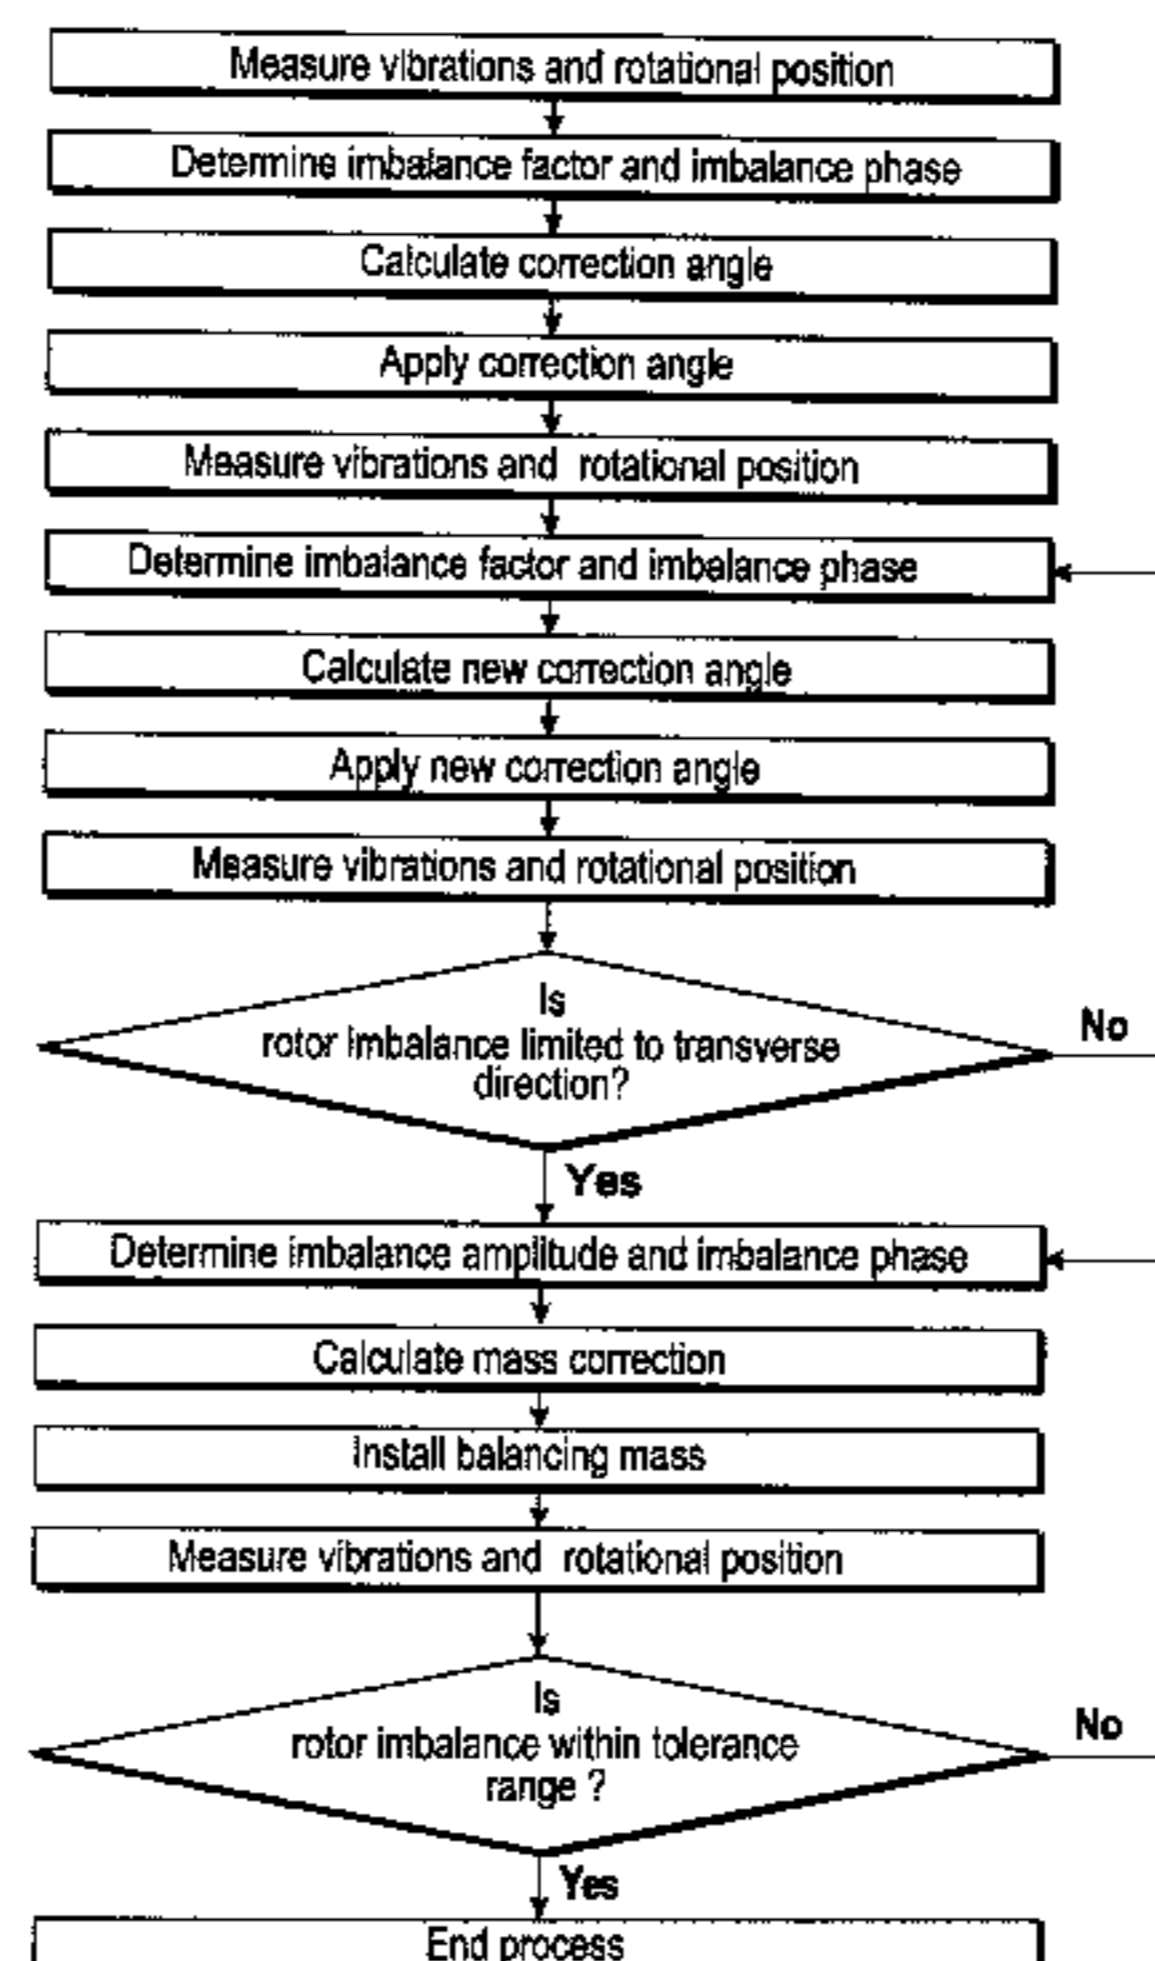 Measure vibrations and rotational position
Determine imbalance factor and imbalance phase
Calculate correction angle
Apply correction angle
Measure vibrations and rotational position
Determine imbalance factor and imbalance phase
Calculate new correction angle
Apply new correction angle
Measure vibrations and rotational position
Is
rotor imbalance limited to transverse
direction?
No
Yes
Determine imbalance amplitude and imbalance phase
Calculate mass correction
Install balancing mass
Measure vibrations and rotational position
Is
rotor imbalance within tolerance
range ?
No
Yes
End process